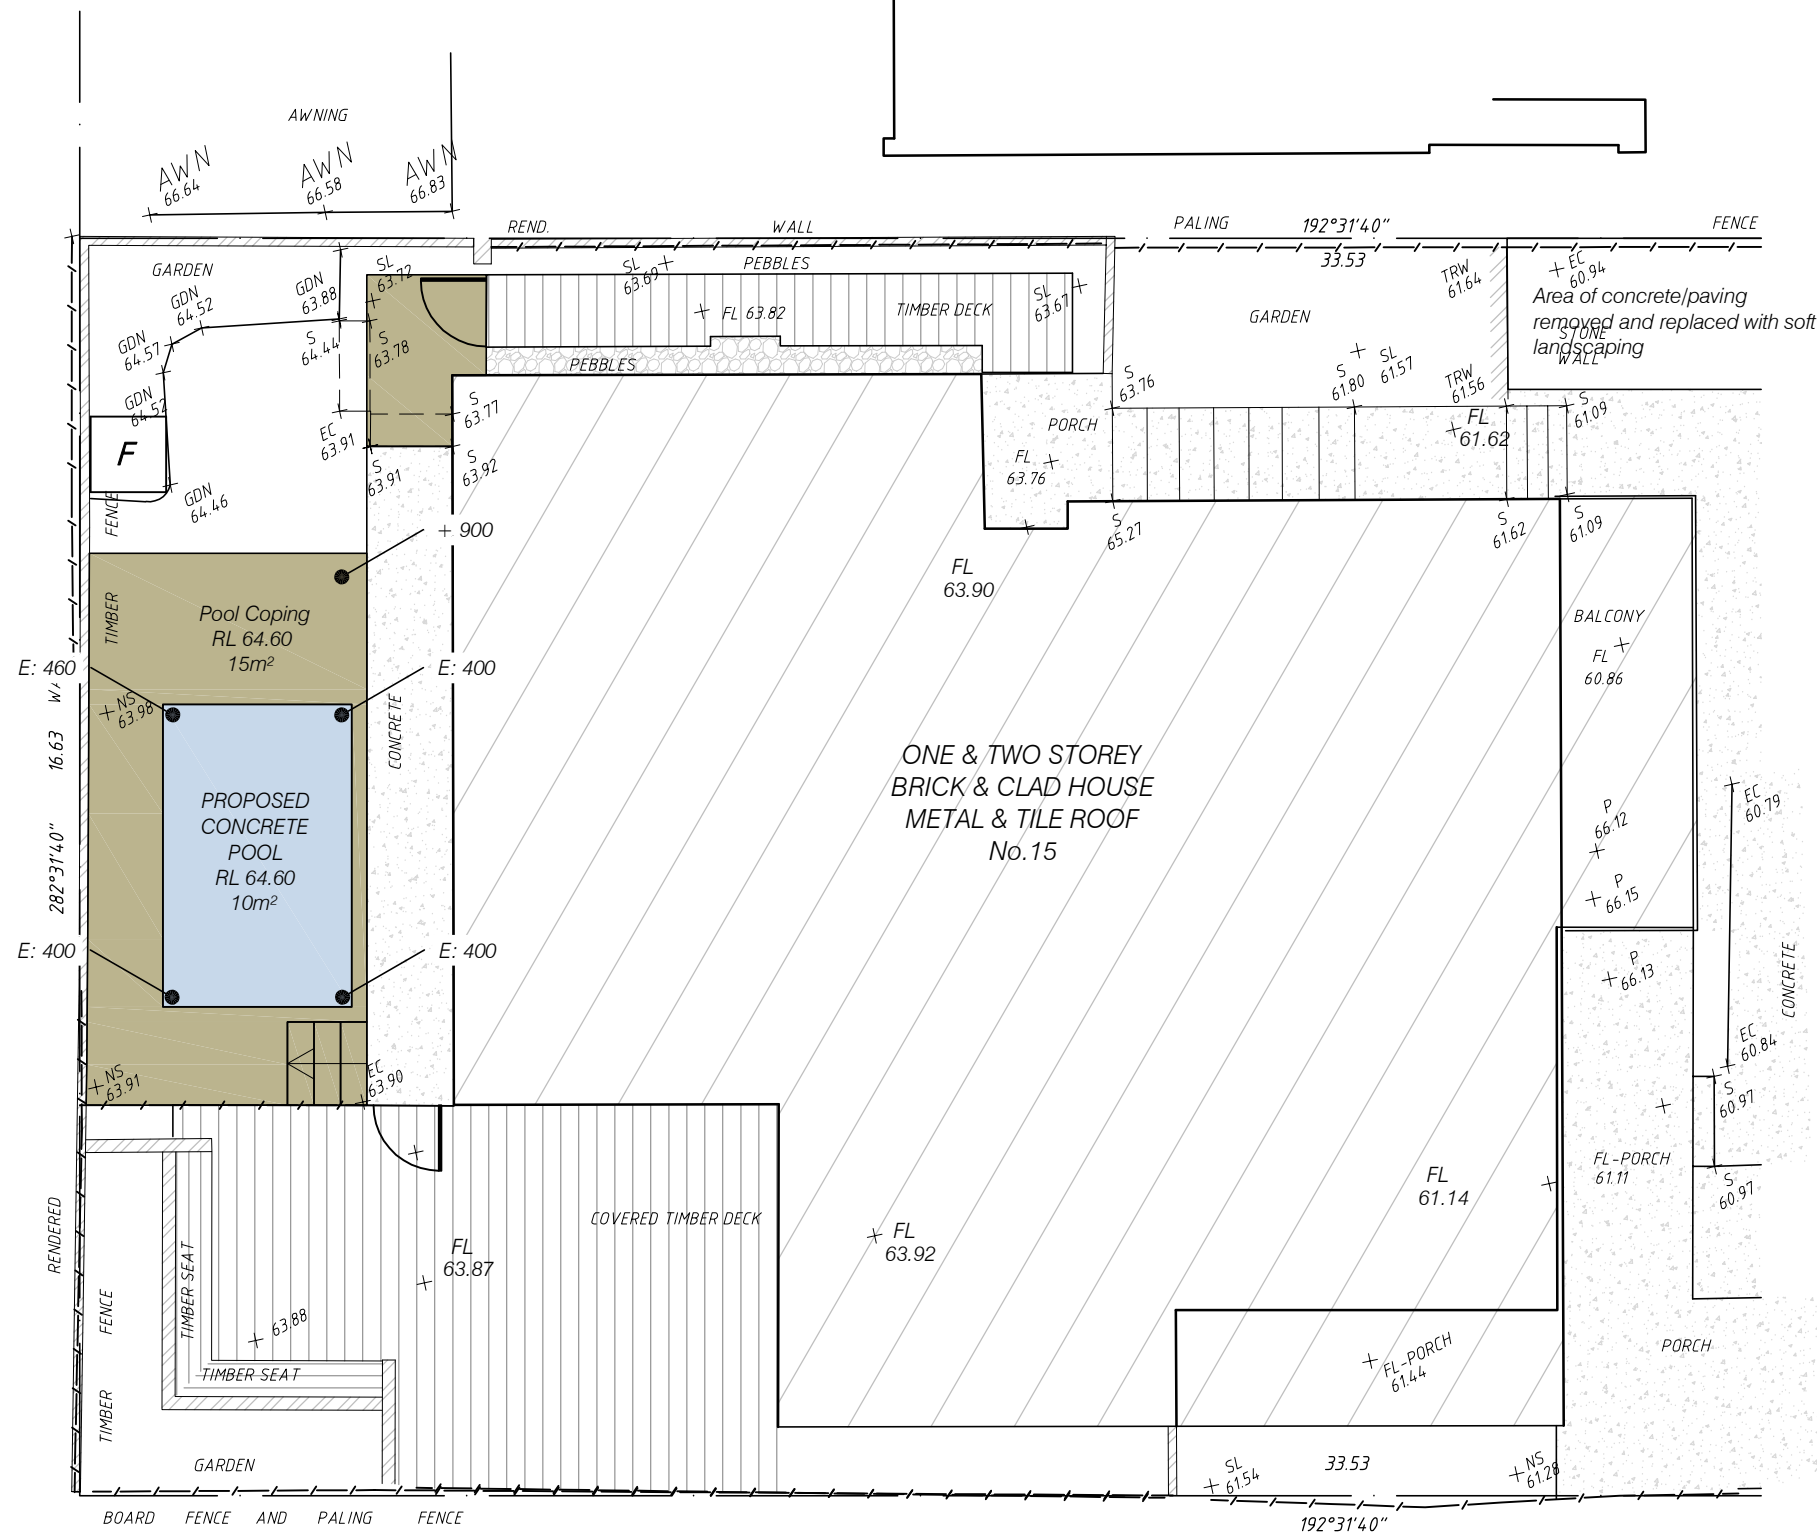 AWNING
AWN
66.64
AWN
66.58
AWN
66.83
REND.
WALL
PALING
192°31'40"
FENCE
33.53
GARDEN
GDN
64.52
GDN
63.88
SL
63.72
SL
63.69
PEBBLES
FL 63.82
TIMBER DECK
SL
63.67
GARDEN
TRW
61.64
EC
60.94
Area of concrete/paving
removed and replaced with soft
landscaping
STONE
WALL
GDN
64.57
S
64.44
S
63.78
PEBBLES
S
63.76
S
61.80
SL
61.57
TRW
61.56
S
61.09
GDN
64.52
S
63.77
PORCH
FL
61.62
EC
63.91
F
S
63.91
S
63.92
FL
63.76
GDN
64.46
FENCE
+ 900
S
65.27
S
61.62
S
61.09
FL
63.90
TIMBER
Pool Coping
RL 64.60
15m²
BALCONY
FL
60.86
E: 460
E: 400
NS
63.98
CONCRETE
16.63
282°31'40"
ONE & TWO STOREY
BRICK & CLAD HOUSE
METAL & TILE ROOF
No.15
PROPOSED
CONCRETE
POOL
RL 64.60
10m²
P
66.12
P
66.15
EC
60.79
E: 400
E: 400
P
66.13
CONCRETE
EC
60.84
NS
63.91
EC
63.90
S
60.97
FL-PORCH
61.11
FL
61.14
S
60.97
RENDERED
COVERED TIMBER DECK
FL
63.87
FL
63.92
TIMBER SEAT
FENCE
63.88
TIMBER SEAT
PORCH
FL-PORCH
61.44
TIMBER
GARDEN
SL
61.54
33.53
NS
61.28
BOARD FENCE AND PALING FENCE
192°31'40"